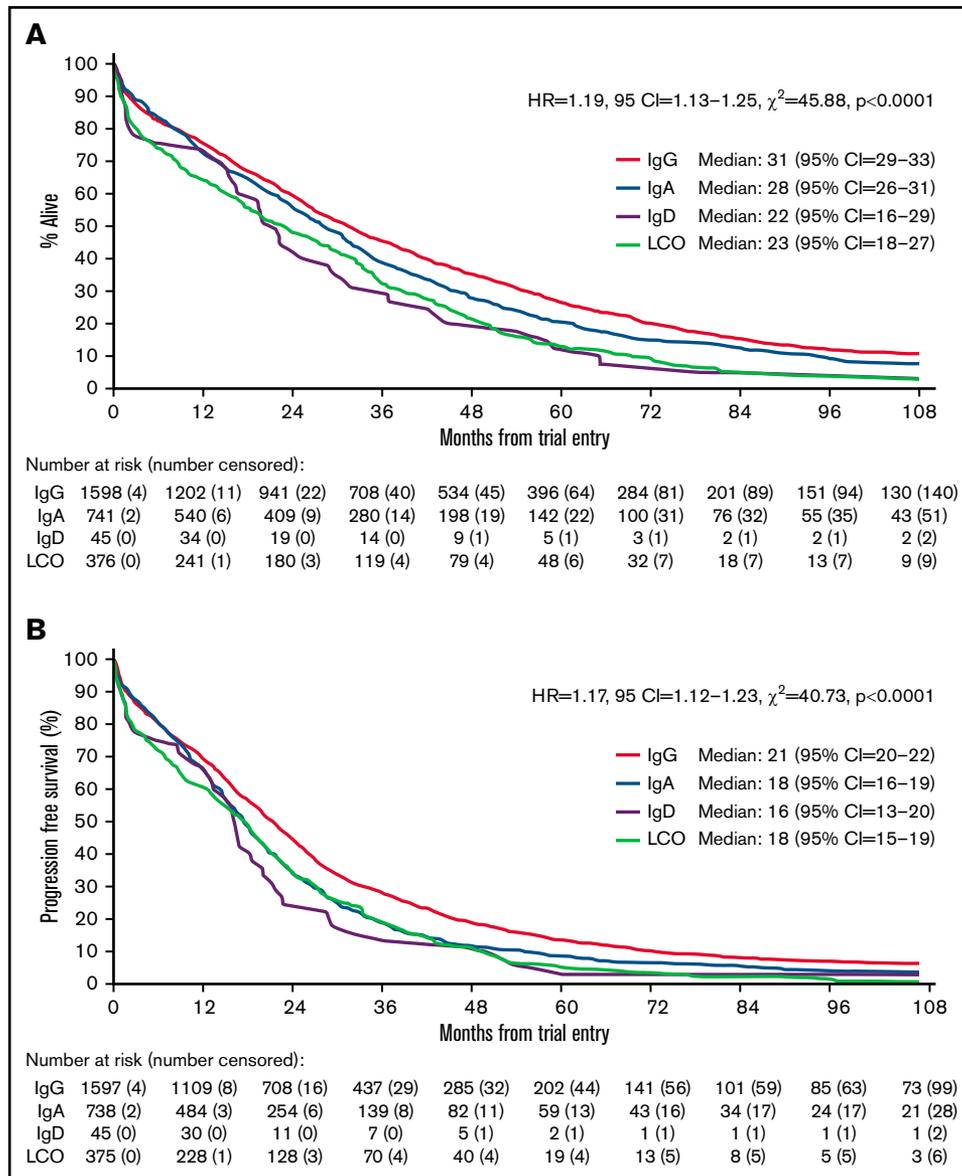 A
100
90
80
70
60
50
40
30
20
10
0
% Alive
HR=1.19, 95 CI=1.13–1.25, χ²=45.88, p<0.0001
IgG Median: 31 (95% CI=29–33)
IgA Median: 28 (95% CI=26–31)
IgD Median: 22 (95% CI=16–29)
LCO Median: 23 (95% CI=18–27)
0 12 24 36 48 60 72 84 96 108
Months from trial entry
Number at risk (number censored):
IgG 1598 (4) 1202 (11) 941 (22) 708 (40) 534 (45) 396 (64) 284 (81) 201 (89) 151 (94) 130 (140)
IgA 741 (2) 540 (6) 409 (9) 280 (14) 198 (19) 142 (22) 100 (31) 76 (32) 55 (35) 43 (51)
IgD 45 (0) 34 (0) 19 (0) 14 (0) 9 (1) 5 (1) 3 (1) 2 (1) 2 (1) 2 (2)
LCO 376 (0) 241 (1) 180 (3) 119 (4) 79 (4) 48 (6) 32 (7) 18 (7) 13 (7) 9 (9)
B
100
90
80
70
60
50
40
30
20
10
0
Progression free survival (%)
HR=1.17, 95 CI=1.12–1.23, χ²=40.73, p<0.0001
IgG Median: 21 (95% CI=20–22)
IgA Median: 18 (95% CI=16–19)
IgD Median: 16 (95% CI=13–20)
LCO Median: 18 (95% CI=15–19)
0 12 24 36 48 60 72 84 96 108
Months from trial entry
Number at risk (number censored):
IgG 1597 (4) 1109 (8) 708 (16) 437 (29) 285 (32) 202 (44) 141 (56) 101 (59) 85 (63) 73 (99)
IgA 738 (2) 484 (3) 254 (6) 139 (8) 82 (11) 59 (13) 43 (16) 34 (17) 24 (17) 21 (28)
IgD 45 (0) 30 (0) 11 (0) 7 (0) 5 (1) 2 (1) 1 (1) 1 (1) 1 (1) 1 (2)
LCO 375 (0) 228 (1) 128 (3) 70 (4) 40 (4) 19 (4) 13 (5) 8 (5) 5 (5) 3 (6)